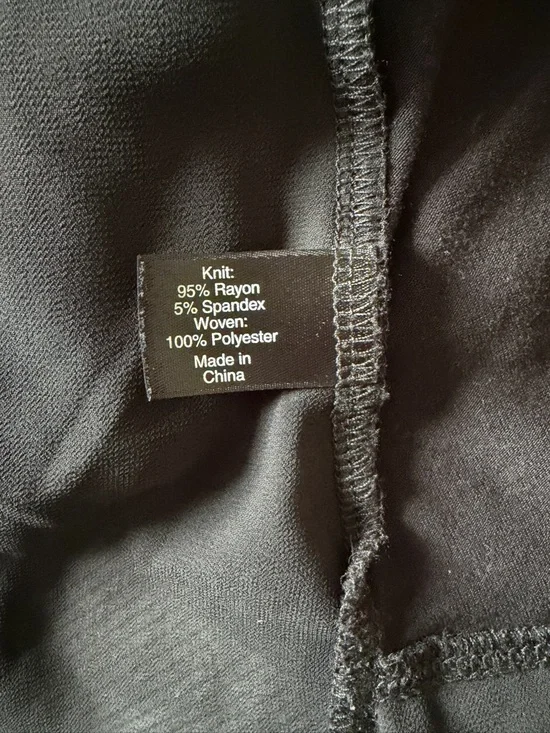 Knit:
95% Rayon
5% Spandex
Woven:
100% Polyester
Made in
China